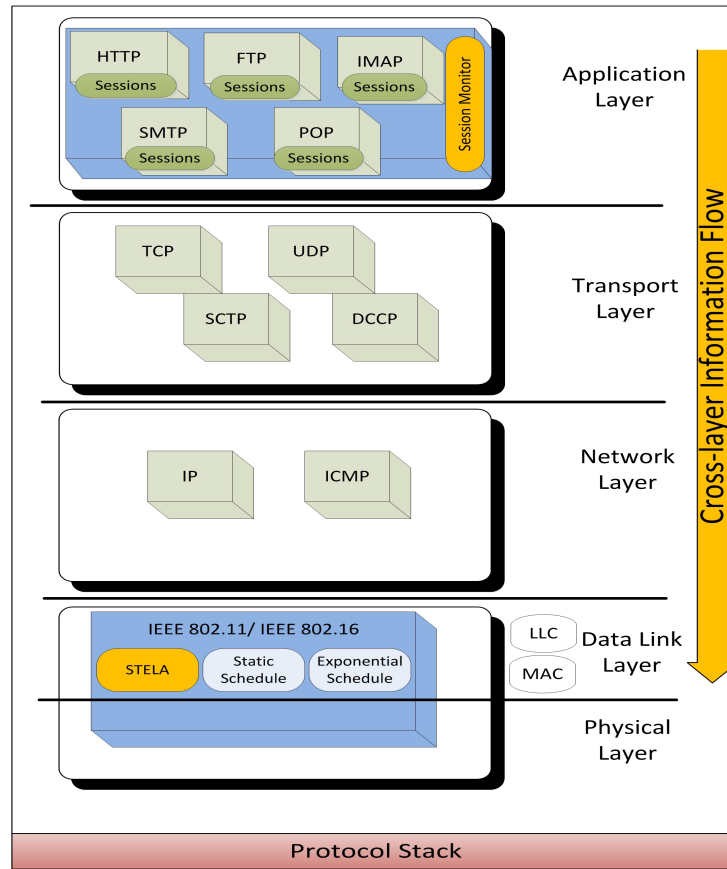 HTTP
Sessions
FTP
Sessions
IMAP
Sessions
SMTP
Sessions
POP
Sessions
Session Monitor
Application
Layer
TCP
UDP
SCTP
DCCP
Transport
Layer
IP
ICMP
Network
Layer
IEEE 802.11/ IEEE 802.16
STELA
Static
Schedule
Exponential
Schedule
LLC
MAC
Data Link
Layer
Physical
Layer
Cross-layer Information Flow
Protocol Stack